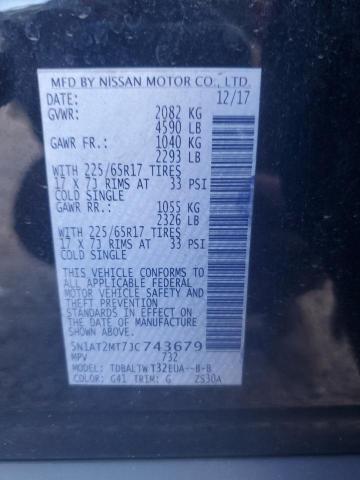 MFD BY NISSAN MOTOR CO., LTD.
DATE: 12/17
GVWR: 2082 KG
4590 LB
GAWR FR.: 1040 KG
2293 LB
WITH 225/65R17 TIRES
17 X 7J RIMS AT 33 PSI
COLD SINGLE
GAWR RR.: 1055 KG
2326 LB
WITH 225/65R17 TIRES
17 X 7J RIMS AT 33 PSI
COLD SINGLE
THIS VEHICLE CONFORMS TO
ALL APPLICABLE FEDERAL
MOTOR VEHICLE SAFETY
STANDARDS IN EFFECT ON
THE DATE OF
MANUFACTURE SHOWN
5N1AT2MT7JC743679
MPV 732
MODEL: TDBALTW T32EUA--B-B
COLOR: G41 TRIM: G ZS30A